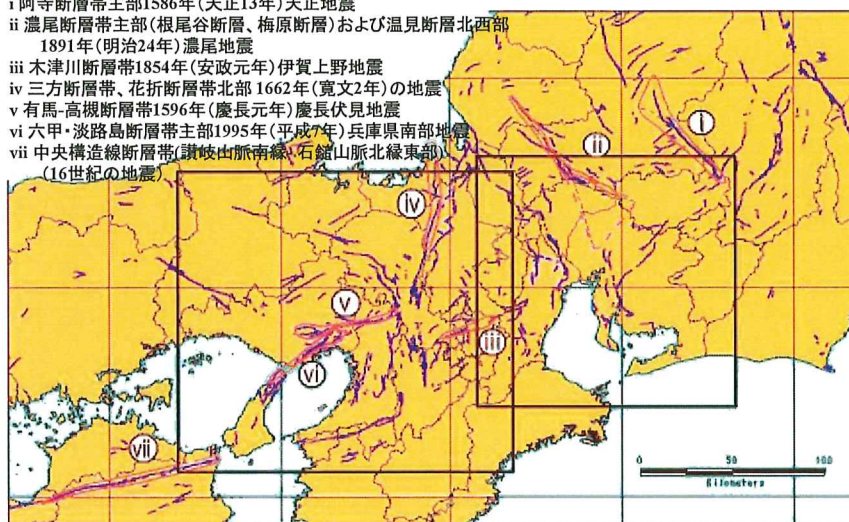 i 阿寺断層帯主部1586年(天正13年)天正地震
ii 濃尾断層帯主部(根尾谷断層、梅原断層)および温見断層北西部
1891年(明治24年)濃尾地震
iii 木津川断層帯1854年(安政元年)伊賀上野地震
iv 三方断層帯、花折断層帯北部1662年(寛文2年)の地震
v 有馬-高槻断層帯1596年(慶長元年)慶長伏見地震
vi 六甲・淡路島断層帯主部1995年(平成7年)兵庫県南部地震
vii 中央構造線断層帯(讃岐山脈南縁-石鎚山脈北縁東部)
(16世紀の地震)
i
ii
iv
v
iii
vi
vii
0 50 100
Kilometers